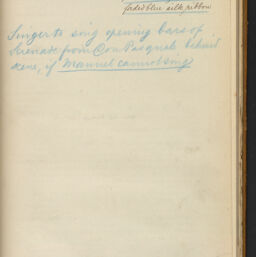 faded blue silk ribbon
Singer to sing opening bars of
Serenade from Don Pasquale behind
scene, if Manuel cannot sing